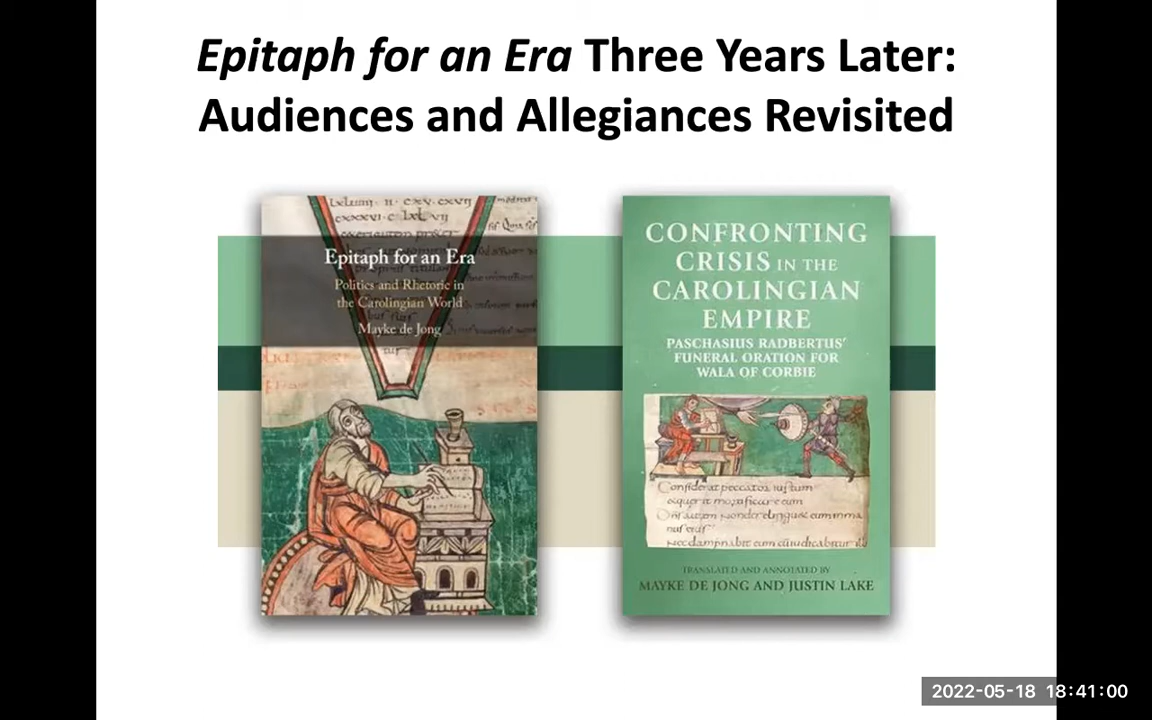 Epitaph for an Era Three Years Later:
Audiences and Allegiances Revisited
Epitaph for an Era
Politics and Rhetoric in
the Carolingian World
Mayke de Jong
CONFRONTING
CRISIS IN THE
CAROLINGIAN
EMPIRE
PASCHASIUS RADBERTUS'
FUNERAL ORATION FOR
WALA OF CORBIE
peccator iustum
TRANSLATED AND ANNOTATED BY
MAYKE DE JONG AND JUSTIN LAKE
2022-05-18 18:41:00